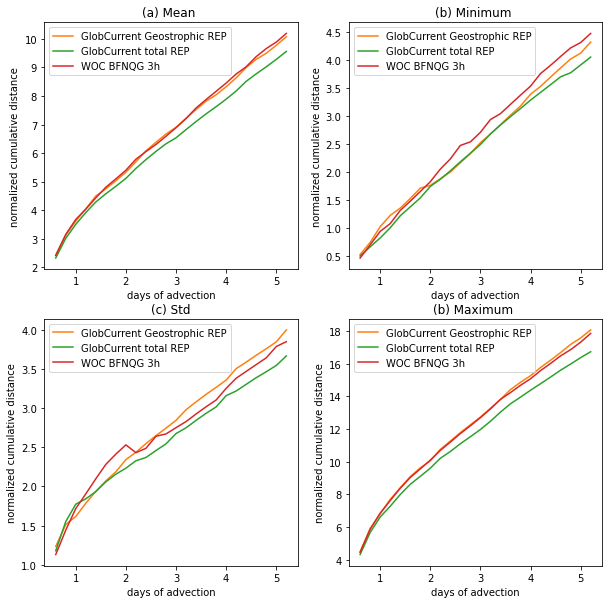 (a) Mean
GlobCurrent Geostrophic REP
GlobCurrent total REP
WOC BFNQG 3h
normalized cumulative distance
10
9
8
7
6
5
4
3
2
1 2 3 4 5
days of advection
(b) Minimum
GlobCurrent Geostrophic REP
GlobCurrent total REP
WOC BFNQG 3h
normalized cumulative distance
4.5
4.0
3.5
3.0
2.5
2.0
1.5
1.0
0.5
1 2 3 4 5
days of advection
(c) Std
GlobCurrent Geostrophic REP
GlobCurrent total REP
WOC BFNQG 3h
normalized cumulative distance
4.0
3.5
3.0
2.5
2.0
1.5
1.0
1 2 3 4 5
days of advection
(b) Maximum
GlobCurrent Geostrophic REP
GlobCurrent total REP
WOC BFNQG 3h
normalized cumulative distance
18
16
14
12
10
8
6
4
1 2 3 4 5
days of advection